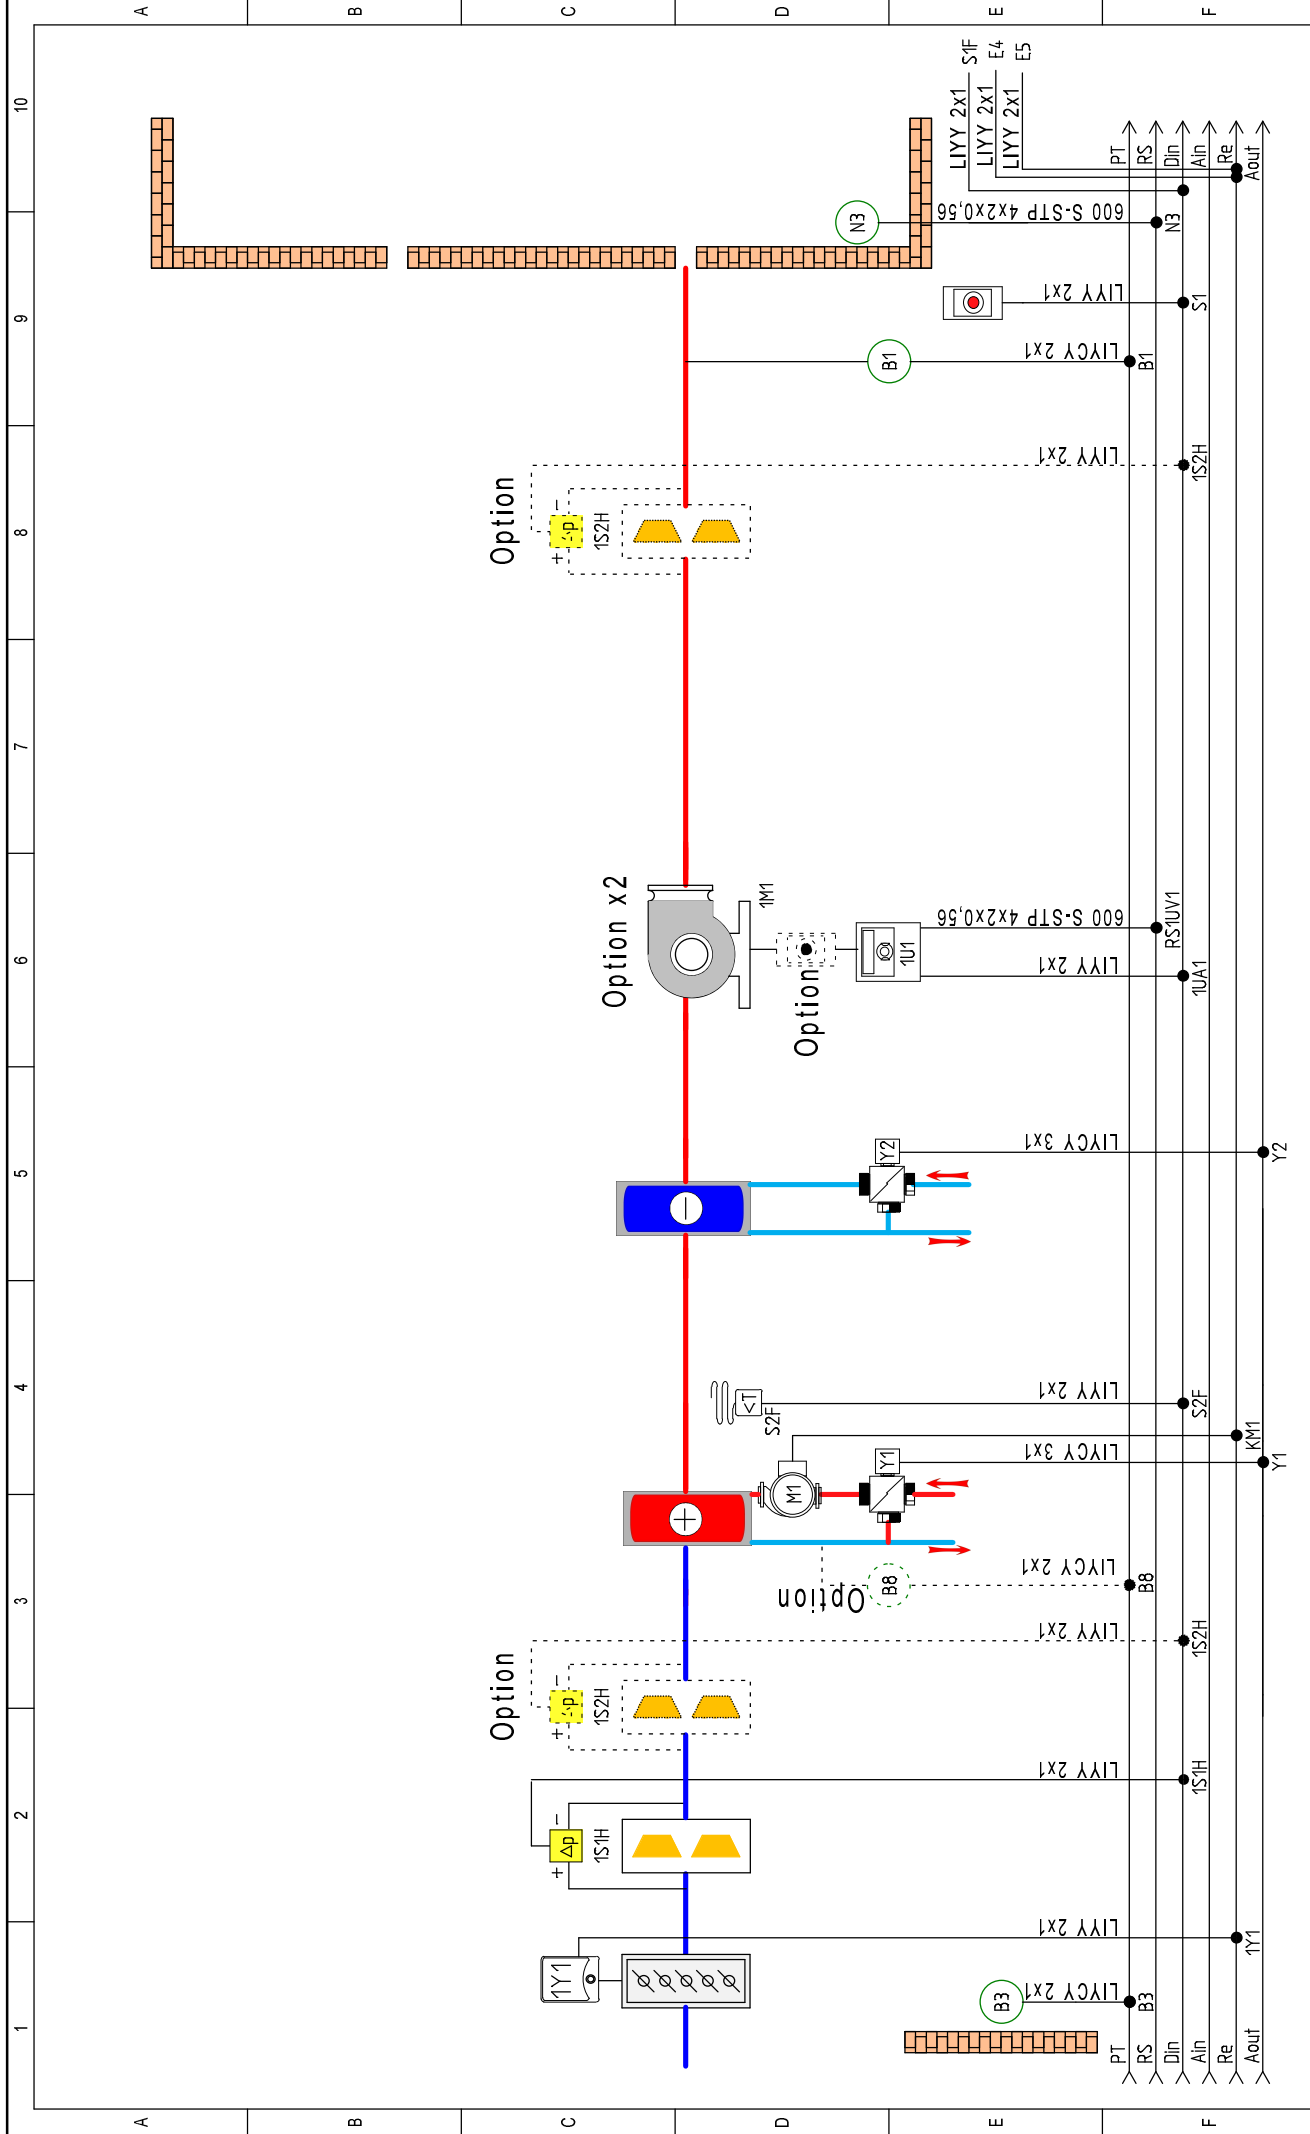 1 2 3 4 5 6 7 8 9 10
A A
B B
C C
Option
Option
1Y1
+ Δp -
1S1H
+ Δp -
1S2H
+ Δp -
1S2H
Option x2
1M1
D D
<T
S2F
M1
Option
Option
B8
Y1
Y2
1U1
B1
N3
E E
B3
LIYCY 2x1
LIYY 2x1
LIYY 2x1
LIYY 2x1
LIYCY 2x1
LIYCY 3x1
LIYY 2x1
LIYCY 3x1
LIYY 2x1
600 S-STP 4x2x0,56
LIYY 2x1
LIYCY 2x1
LIYY 2x1
600 S-STP 4x2x0,56
LIYY 2x1 S1F
LIYY 2x1 E4
LIYY 2x1 E5
F F
PT PT
B3 B8 B1
RS RS
RS1UV1 N3
Din Din
1S1H 1S2H S2F 1UA1 1S2H S1
Ain Ain
Re Re
1Y1 KM1
Aout Aout
Y1 Y2